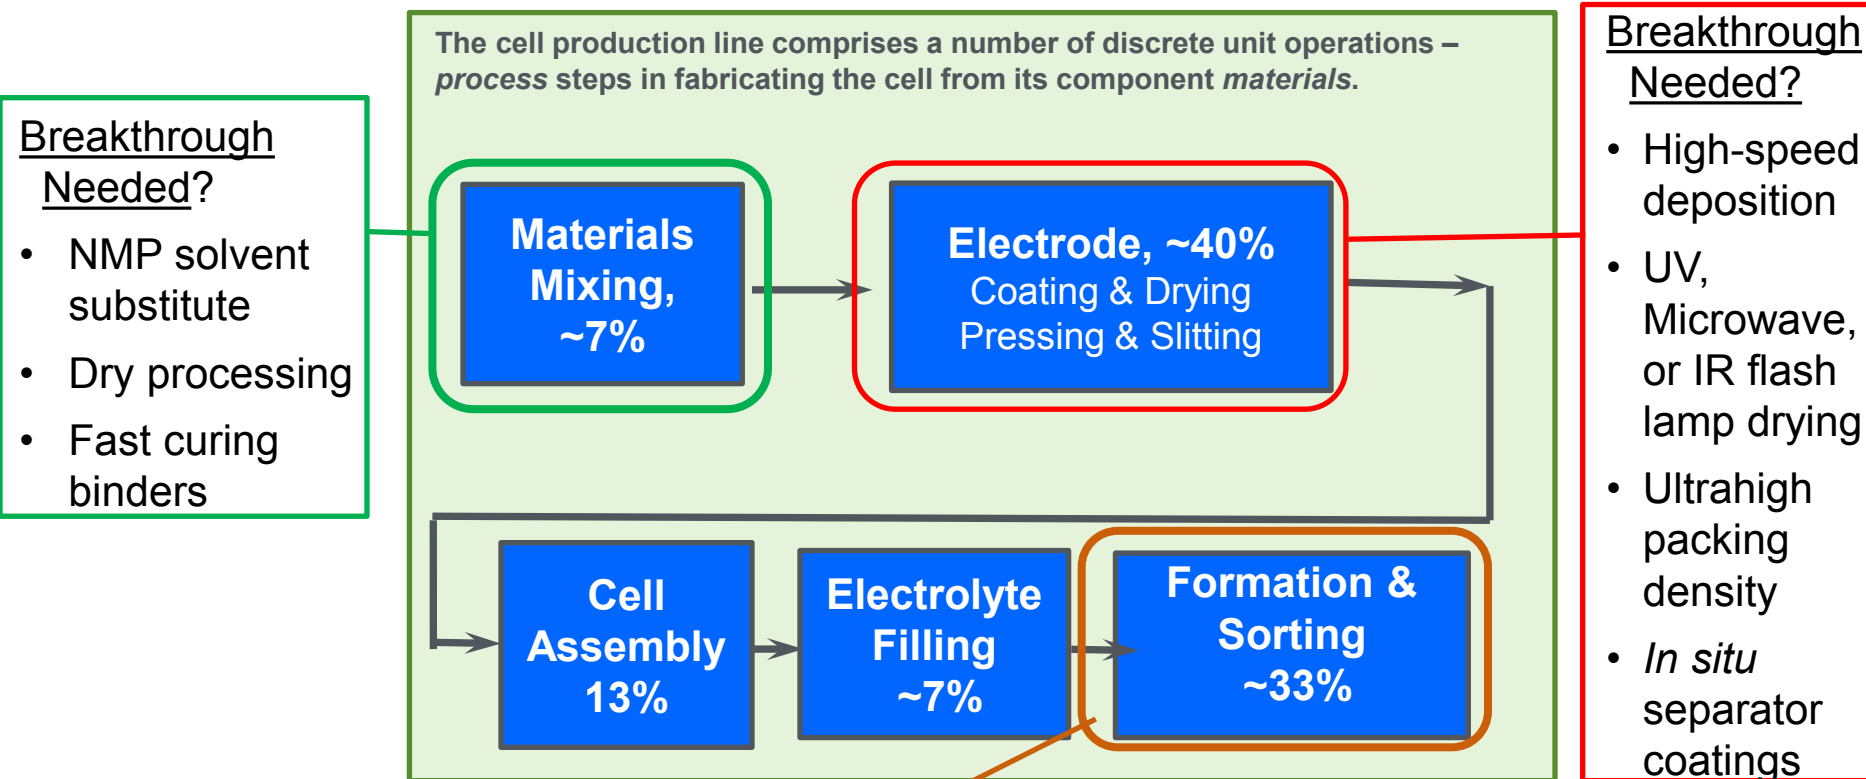 The cell production line comprises a number of discrete unit operations –
process steps in fabricating the cell from its component materials.
Breakthrough
Needed?
• NMP solvent
substitute
• Dry processing
• Fast curing
binders
Materials
Mixing,
~7%
Electrode, ~40%
Coating & Drying
Pressing & Slitting
Breakthrough
Needed?
• High-speed
deposition
• UV,
Microwave,
or IR flash
lamp drying
• Ultrahigh
packing
density
• In situ
separator
coatings
Cell
Assembly
13%
Electrolyte
Filling
~7%
Formation &
Sorting
~33%